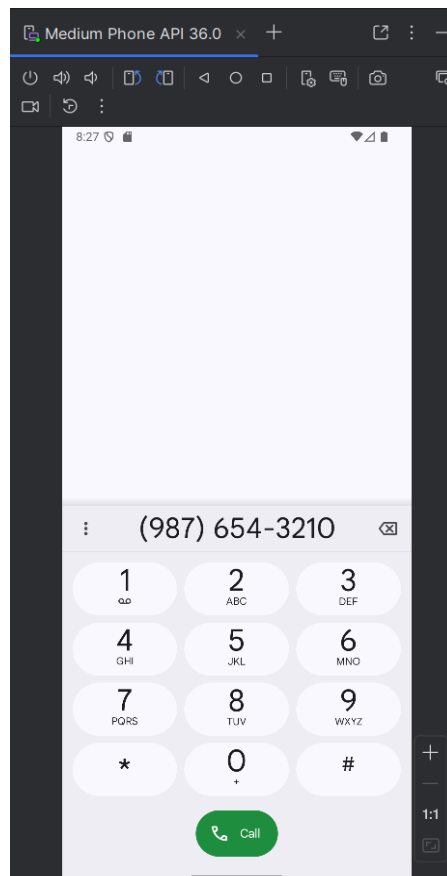 Medium Phone API 36.0
8:27
(987) 654-3210
1 2 3
ABC DEF
4 5 6
GHI JKL MNO
7 8 9
PQRS TUV WXYZ
* 0 #
+
Call
1:1